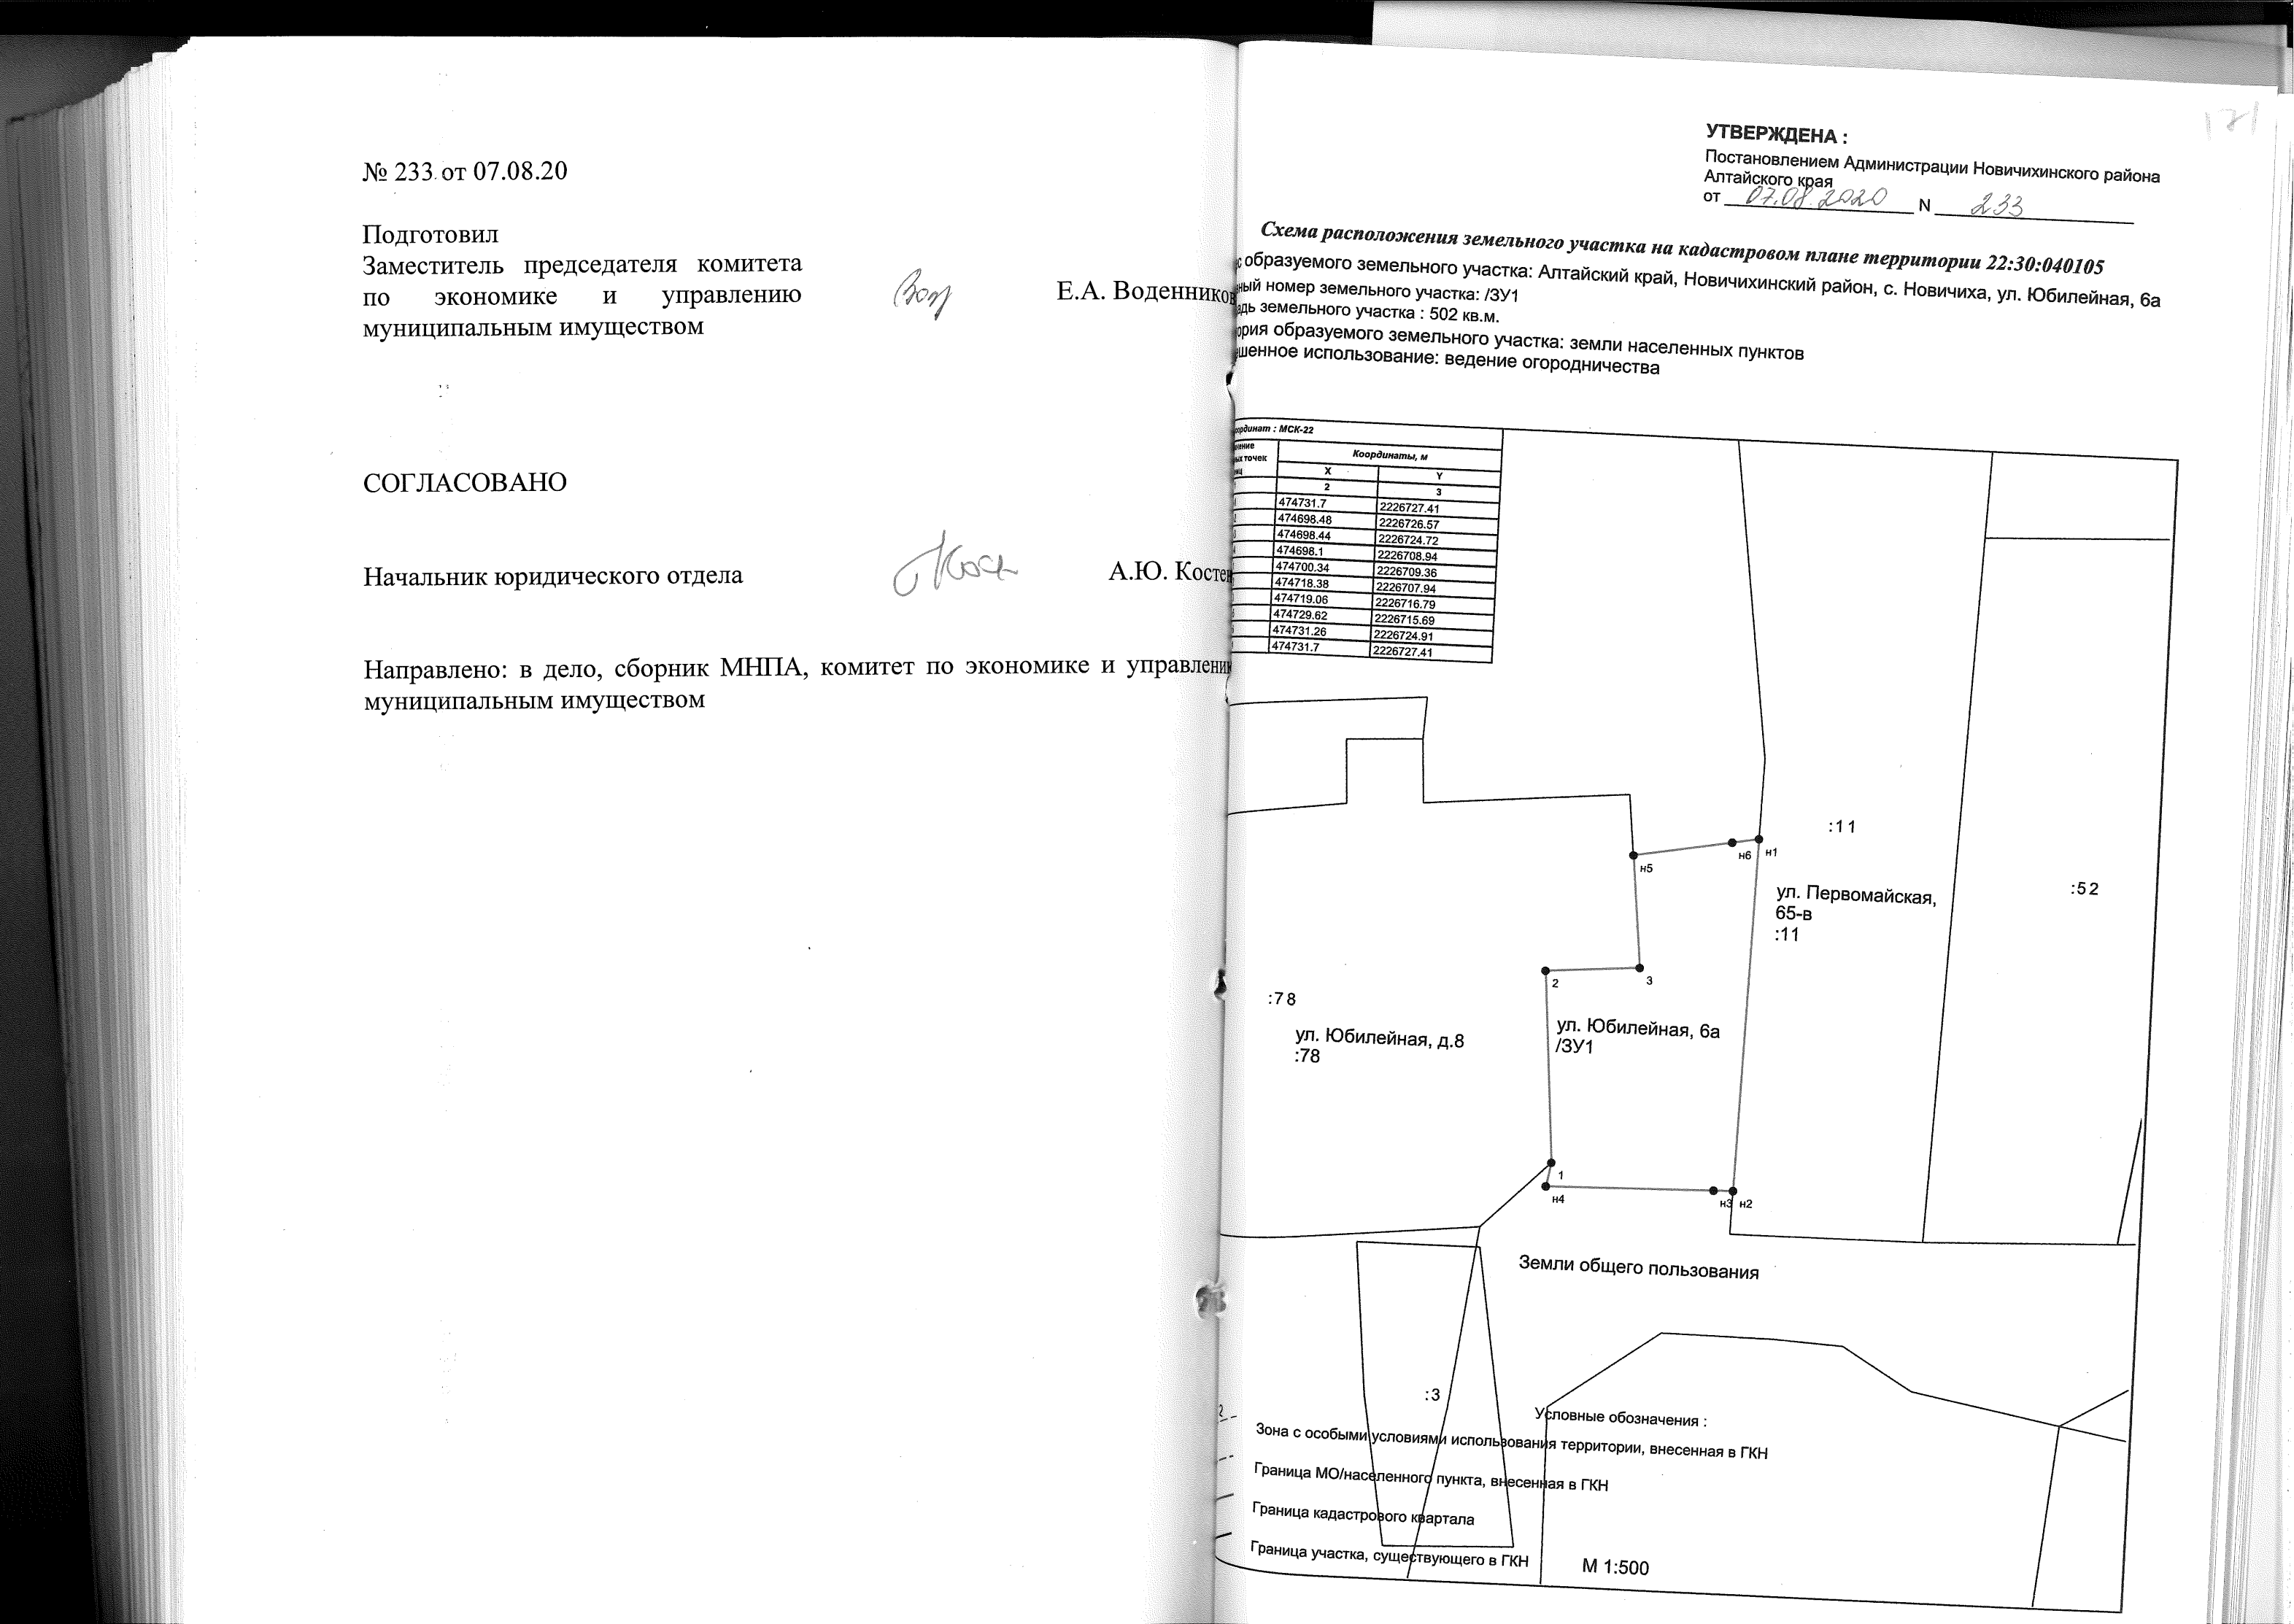 № 233 от 07.08.20
Подготовил
Заместитель председателя комитета
по экономике и управлению
муниципальным имуществом
Е.А. Воденников
СОГЛАСОВАНО
Начальник юридического отдела
А.Ю. Костен
Направлено: в дело, сборник МНПА, комитет по экономике и управлени
муниципальным имуществом
171
УТВЕРЖДЕНА :
Постановлением Администрации Новичихинского района
Алтайского края
от 07.08.2020 N 233
Схема расположения земельного участка на кадастровом плане территории 22:30:040105
с образуемого земельного участка: Алтайский край, Новичихинский район, с. Новичиха, ул. Юбилейная, 6а
ный номер земельного участка: /ЗУ1
адь земельного участка : 502 кв.м.
ория образуемого земельного участка: земли населенных пунктов
шенное использование: ведение огородничества
ординат : МСК-22
чение
ных точек
Координаты, м
X Y
2 3
474731.7 2226727.41
474698.48 2226726.57
474698.44 2226724.72
474698.1 2226708.94
474700.34 2226709.36
474718.38 2226707.94
474719.06 2226716.79
474729.62 2226715.69
474731.26 2226724.91
474731.7 2226727.41
:11
н6 н1
н5
:52
ул. Первомайская,
65-в
:11
2
3
:78
ул. Юбилейная, д.8
:78
ул. Юбилейная, 6а
/ЗУ1
1
н4
н3 н2
Земли общего пользования
:3
Условные обозначения :
Зона с особыми условиями использования территории, внесенная в ГКН
Граница МО/населенного пункта, внесенная в ГКН
Граница кадастрового квартала
Граница участка, существующего в ГКН
М 1:500